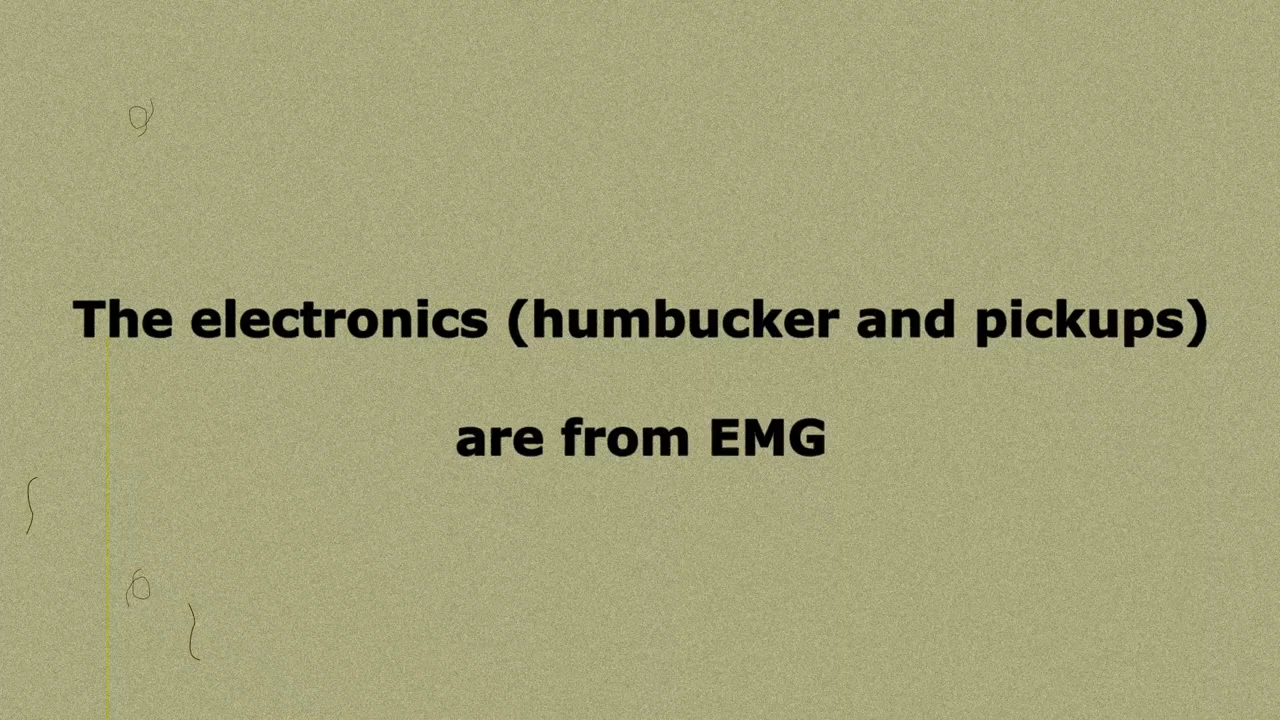 The electronics (humbucker and pickups)
are from EMG